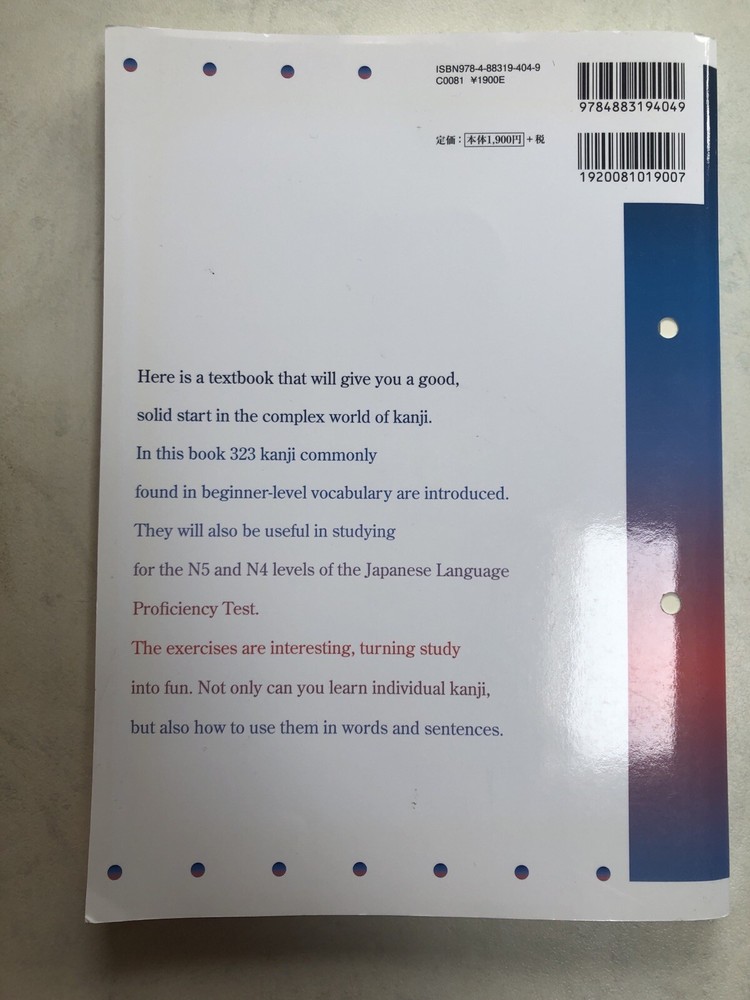 ISBN978-4-88319-404-9
C0081 ¥1900E
9784883194049
定価：本体1,900円＋税
1920081019007
Here is a textbook that will give you a good,
solid start in the complex world of kanji.
In this book 323 kanji commonly
found in beginner-level vocabulary are introduced.
They will also be useful in studying
for the N5 and N4 levels of the Japanese Language
Proficiency Test.
The exercises are interesting, turning study
into fun. Not only can you learn individual kanji,
but also how to use them in words and sentences.